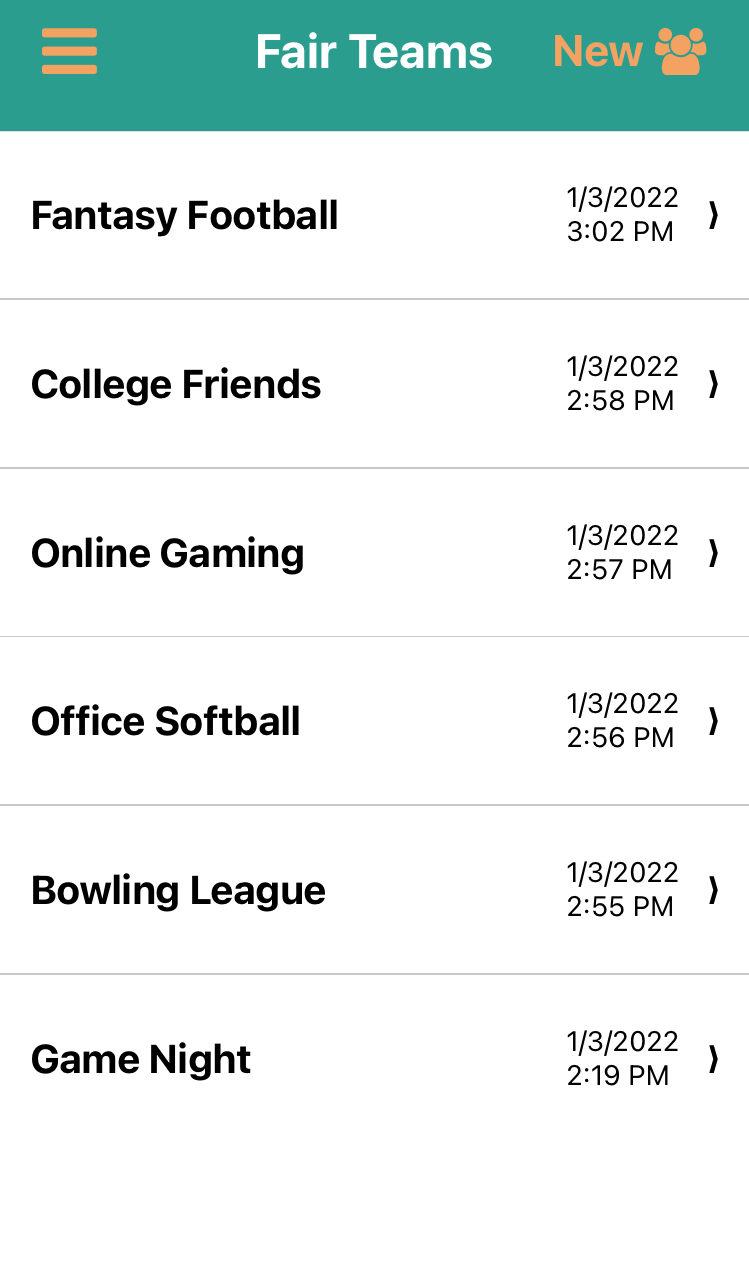 Fair Teams
New
Fantasy Football
1/3/2022
3:02 PM
College Friends
1/3/2022
2:58 PM
Online Gaming
1/3/2022
2:57 PM
Office Softball
1/3/2022
2:56 PM
Bowling League
1/3/2022
2:55 PM
Game Night
1/3/2022
2:19 PM